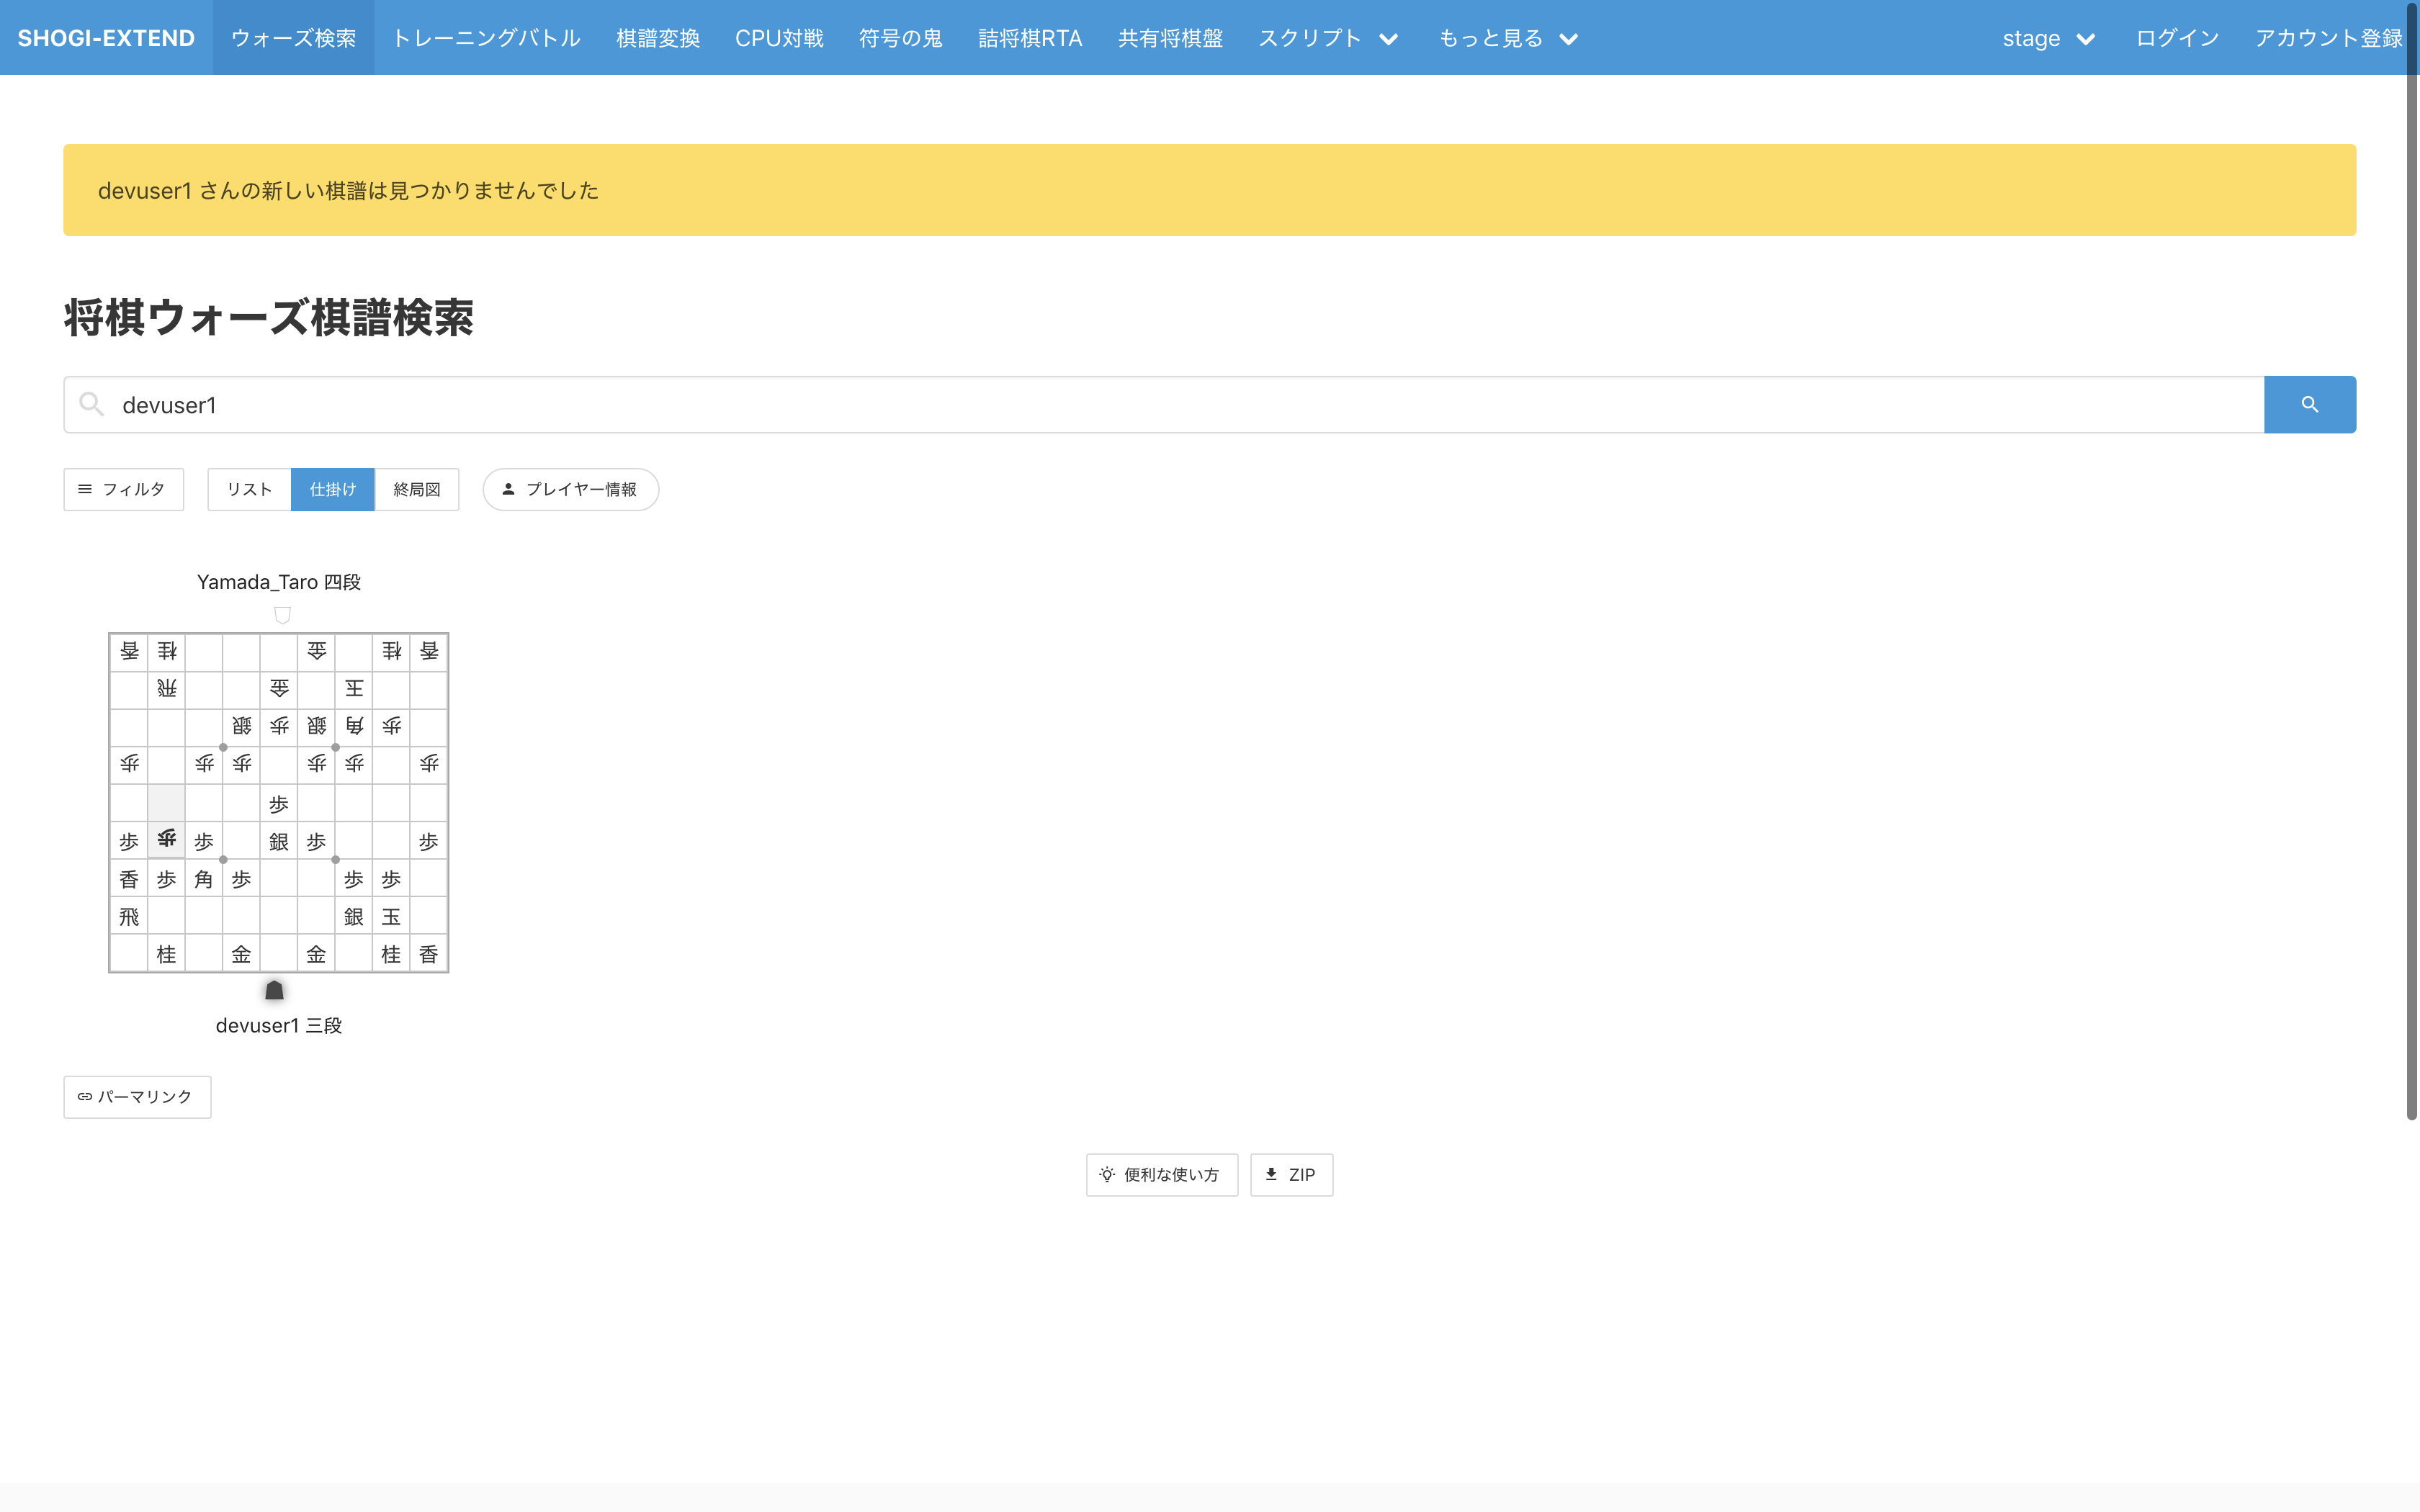 SHOGI-EXTEND ウォーズ検索 トレーニングバトル 棋譜変換 CPU対戦 符号の鬼 詰将棋RTA 共有将棋盤 スクリプト もっと見る stage ログイン アカウント登録
devuser1 さんの新しい棋譜は見つかりませんでした
将棋ウォーズ棋譜検索
devuser1
フィルタ リスト 仕掛け 終局図 プレイヤー情報
Yamada_Taro 四段
香 桂 金 桂 香
飛 金 玉
銀 歩 銀 角 歩
歩 歩 歩 歩 歩 歩
歩
歩 歩 歩 銀 歩 歩
香 歩 角 歩 歩 歩
飛 銀 玉
桂 金 金 桂 香
devuser1 三段
パーマリンク
便利な使い方 ZIP